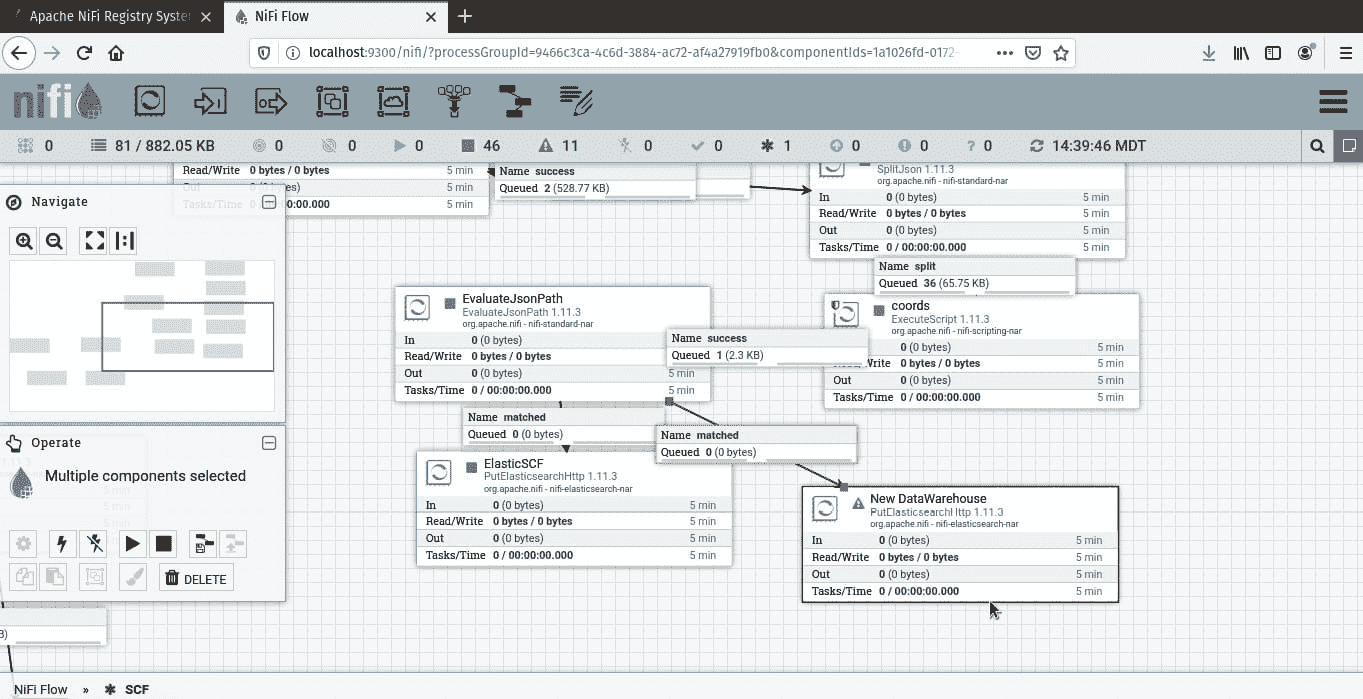 Apache NiFi Registry Syste
NiFi Flow
localhost:9300/nifi/?processGroupId=9466c3ca-4c6d-3884-ac72-af4a27919fb0&componentIds=1a1026fd-0172-
nifi
0 81 / 882.05 KB 0 0 0 46 11 0 0 1 0 0 ? 0 14:39:46 MDT
Read/Write 0 bytes / 0 bytes 5 min
Out 0 (0 bytes) 5 min
Tasks/Time 0 / 00:00:00.000 5 min
Name success
Queued 2 (528.77 KB)
SplitJson 1.11.3
org.apache.nifi - nifi-standard-nar
In 0 (0 bytes) 5 min
Read/Write 0 bytes / 0 bytes 5 min
Out 0 (0 bytes) 5 min
Tasks/Time 0 / 00:00:00.000 5 min
Name split
Queued 36 (65.75 KB)
Navigate
EvaluateJsonPath
EvaluateJsonPath 1.11.3
org.apache.nifi - nifi-standard-nar
In 0 (0 bytes)
Read/Write 0 bytes / 0 bytes
Out 0 (0 bytes) 5 min
Tasks/Time 0 / 00:00:00.000 5 min
Name success
Queued 1 (2.3 KB)
coords
ExecuteScript 1.11.3
org.apache.nifi - nifi-scripting-nar
0 (0 bytes) 5 min
Write 0 bytes / 0 bytes 5 min
Out 0 (0 bytes) 5 min
Tasks/Time 0 / 00:00:00.000 5 min
Name matched
Queued 0 (0 bytes)
Name matched
Queued 0 (0 bytes)
ElasticSCF
PutElasticsearchHttp 1.11.3
org.apache.nifi - nifi-elasticsearch-nar
In 0 (0 bytes) 5 min
Read/Write 0 bytes / 0 bytes 5 min
Out 0 (0 bytes) 5 min
Tasks/Time 0 / 00:00:00.000 5 min
New DataWarehouse
PutElasticsearchHttp 1.11.3
org.apache.nifi - nifi-elasticsearch-nar
In 0 (0 bytes) 5 min
Read/Write 0 bytes / 0 bytes 5 min
Out 0 (0 bytes) 5 min
Tasks/Time 0 / 00:00:00.000 5 min
Operate
Multiple components selected
DELETE
NiFi Flow » SCF